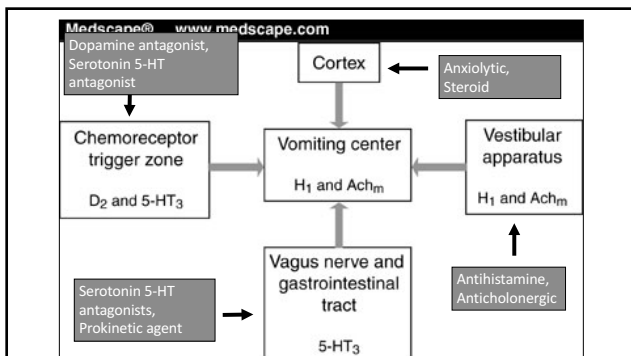 Medscape® www.medscape.com
Dopamine antagonist,
Serotonin 5-HT
antagonist
Cortex
Anxiolytic,
Steroid
Chemoreceptor
trigger zone
D₂ and 5-HT₃
Vomiting center
H₁ and Achₘ
Vestibular
apparatus
H₁ and Achₘ
Serotonin 5-HT
antagonists,
Prokinetic agent
Vagus nerve and
gastrointestinal
tract
5-HT₃
Antihistamine,
Anticholonergic